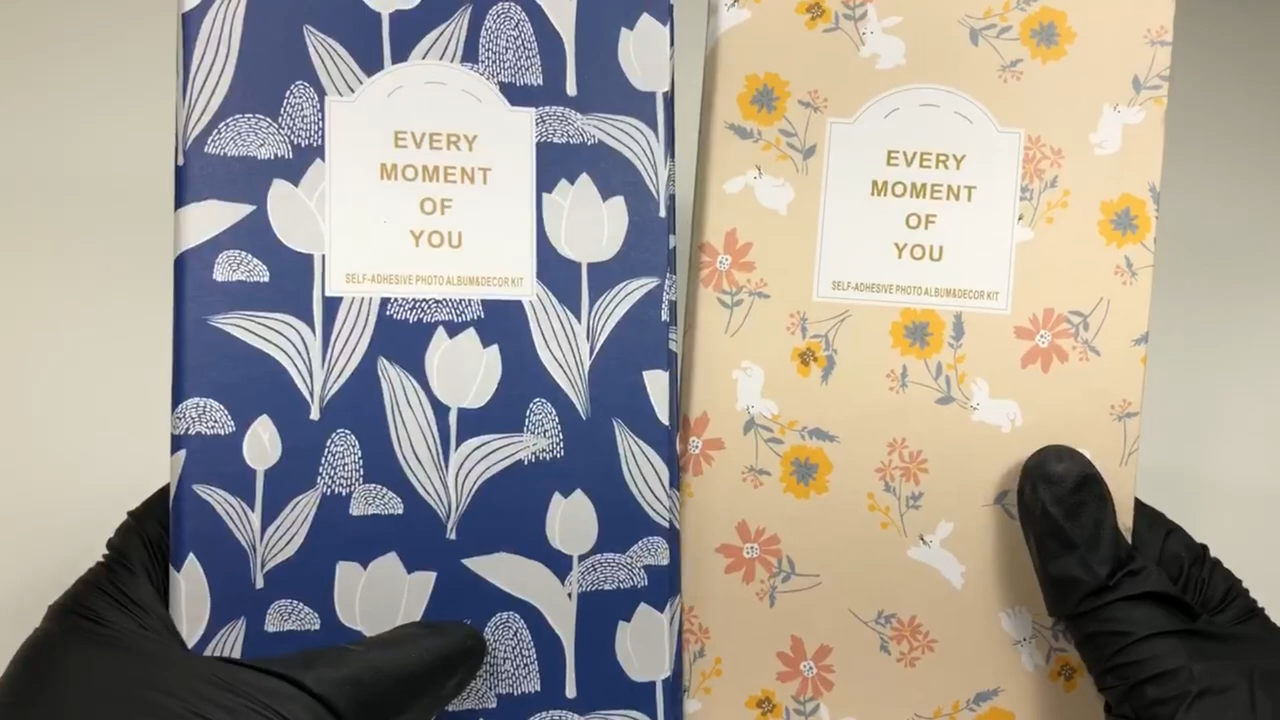 EVERY
MOMENT
OF
YOU
SELF-ADHESIVE PHOTO ALBUM&DECOR KIT
EVERY
MOMENT
OF
YOU
SELF-ADHESIVE PHOTO ALBUM&DECOR KIT